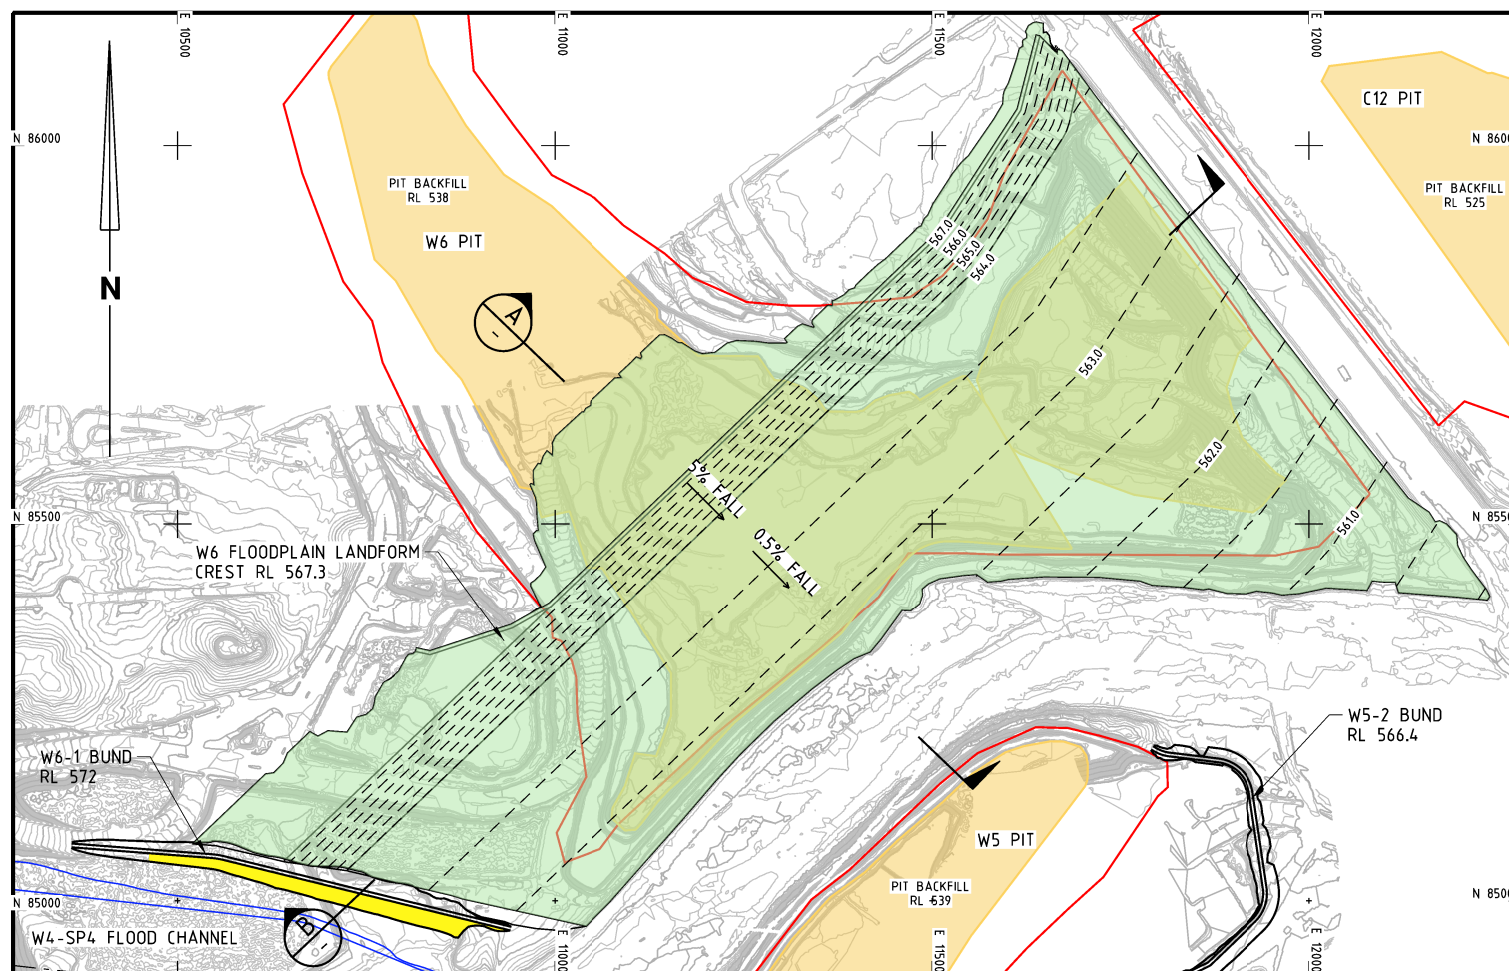 E 10500
E 11000
E 11500
E 12000
N 86000
N 860
C12 PIT
PIT BACKFILL
RL 538
W6 PIT
PIT BACKFILL
RL 525
N
A
-
567.0
566.0
565.0
564.0
563.0
562.0
561.0
5% FALL
0.5% FALL
N 85500
N 855
W6 FLOODPLAIN LANDFORM
CREST RL 567.3
W6-1 BUND
RL 572
W5-2 BUND
RL 566.4
W5 PIT
PIT BACKFILL
RL 539
N 85000
N 850
W4-SP4 FLOOD CHANNEL
B
-
E 11000
E 11500
E 12000